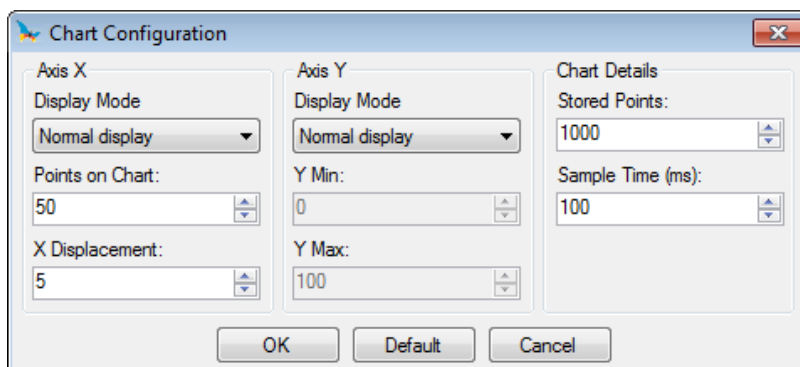 Chart Configuration
Axis X
Display Mode
Normal display
Points on Chart:
50
X Displacement:
5
Axis Y
Display Mode
Normal display
Y Min:
0
Y Max:
100
Chart Details
Stored Points:
1000
Sample Time (ms):
100
OK
Default
Cancel